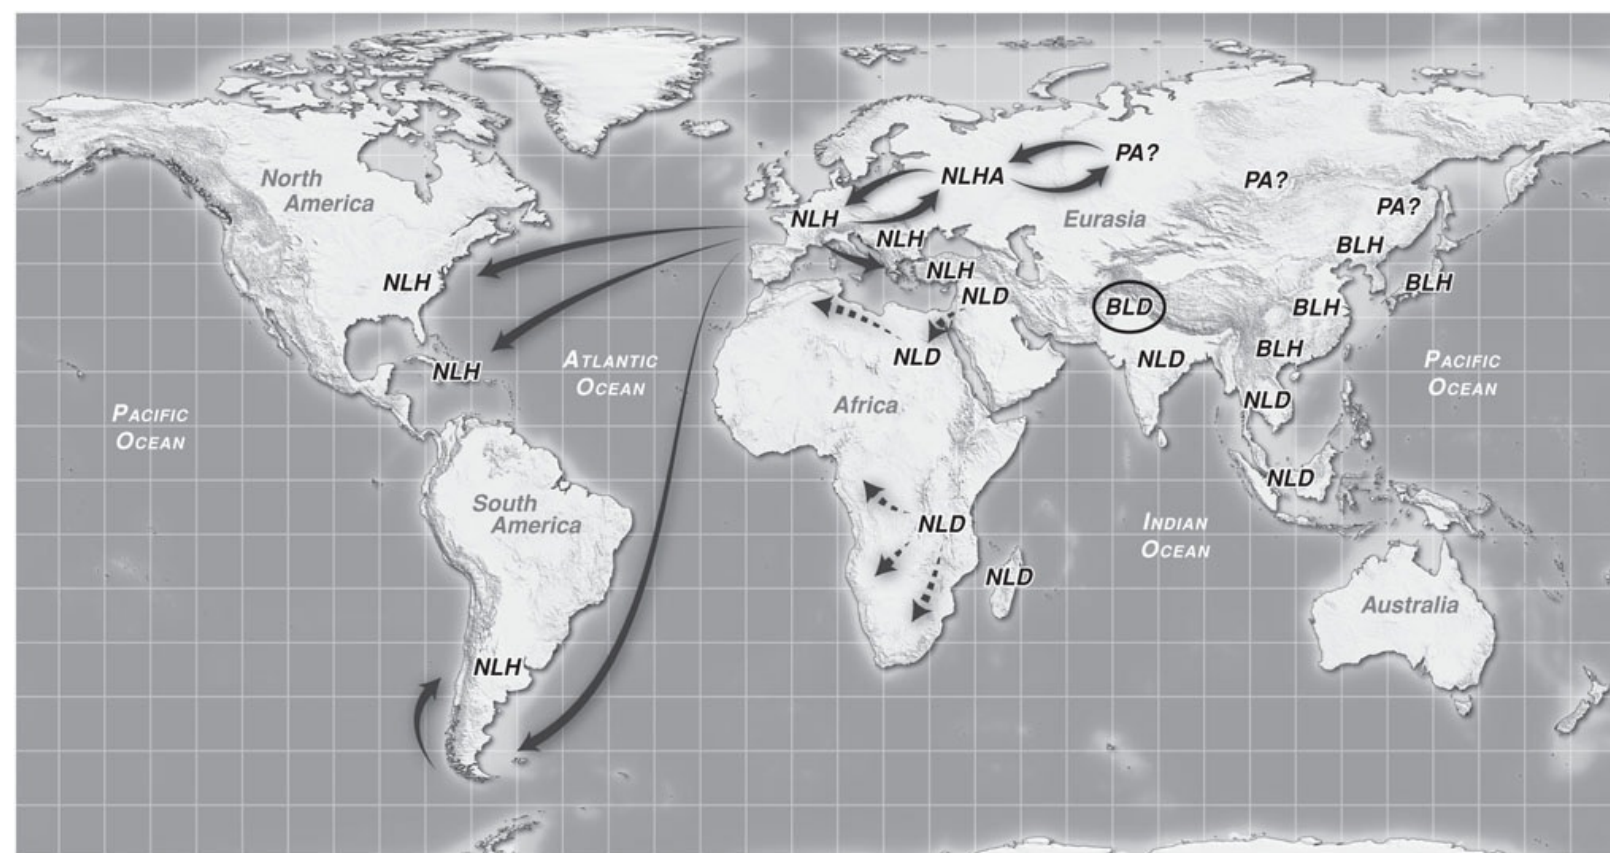 North
America
NLH
NLH
PACIFIC
OCEAN
ATLANTIC
OCEAN
South
America
NLH
NLH
NLHA
PA?
PA?
PA?
NLH
NLH
Eurasia
BLH
BLH
NLD
BLD
BLH
NLD
NLD
BLH
PACIFIC
OCEAN
NLD
Africa
NLD
NLD
INDIAN
OCEAN
NLD
Australia